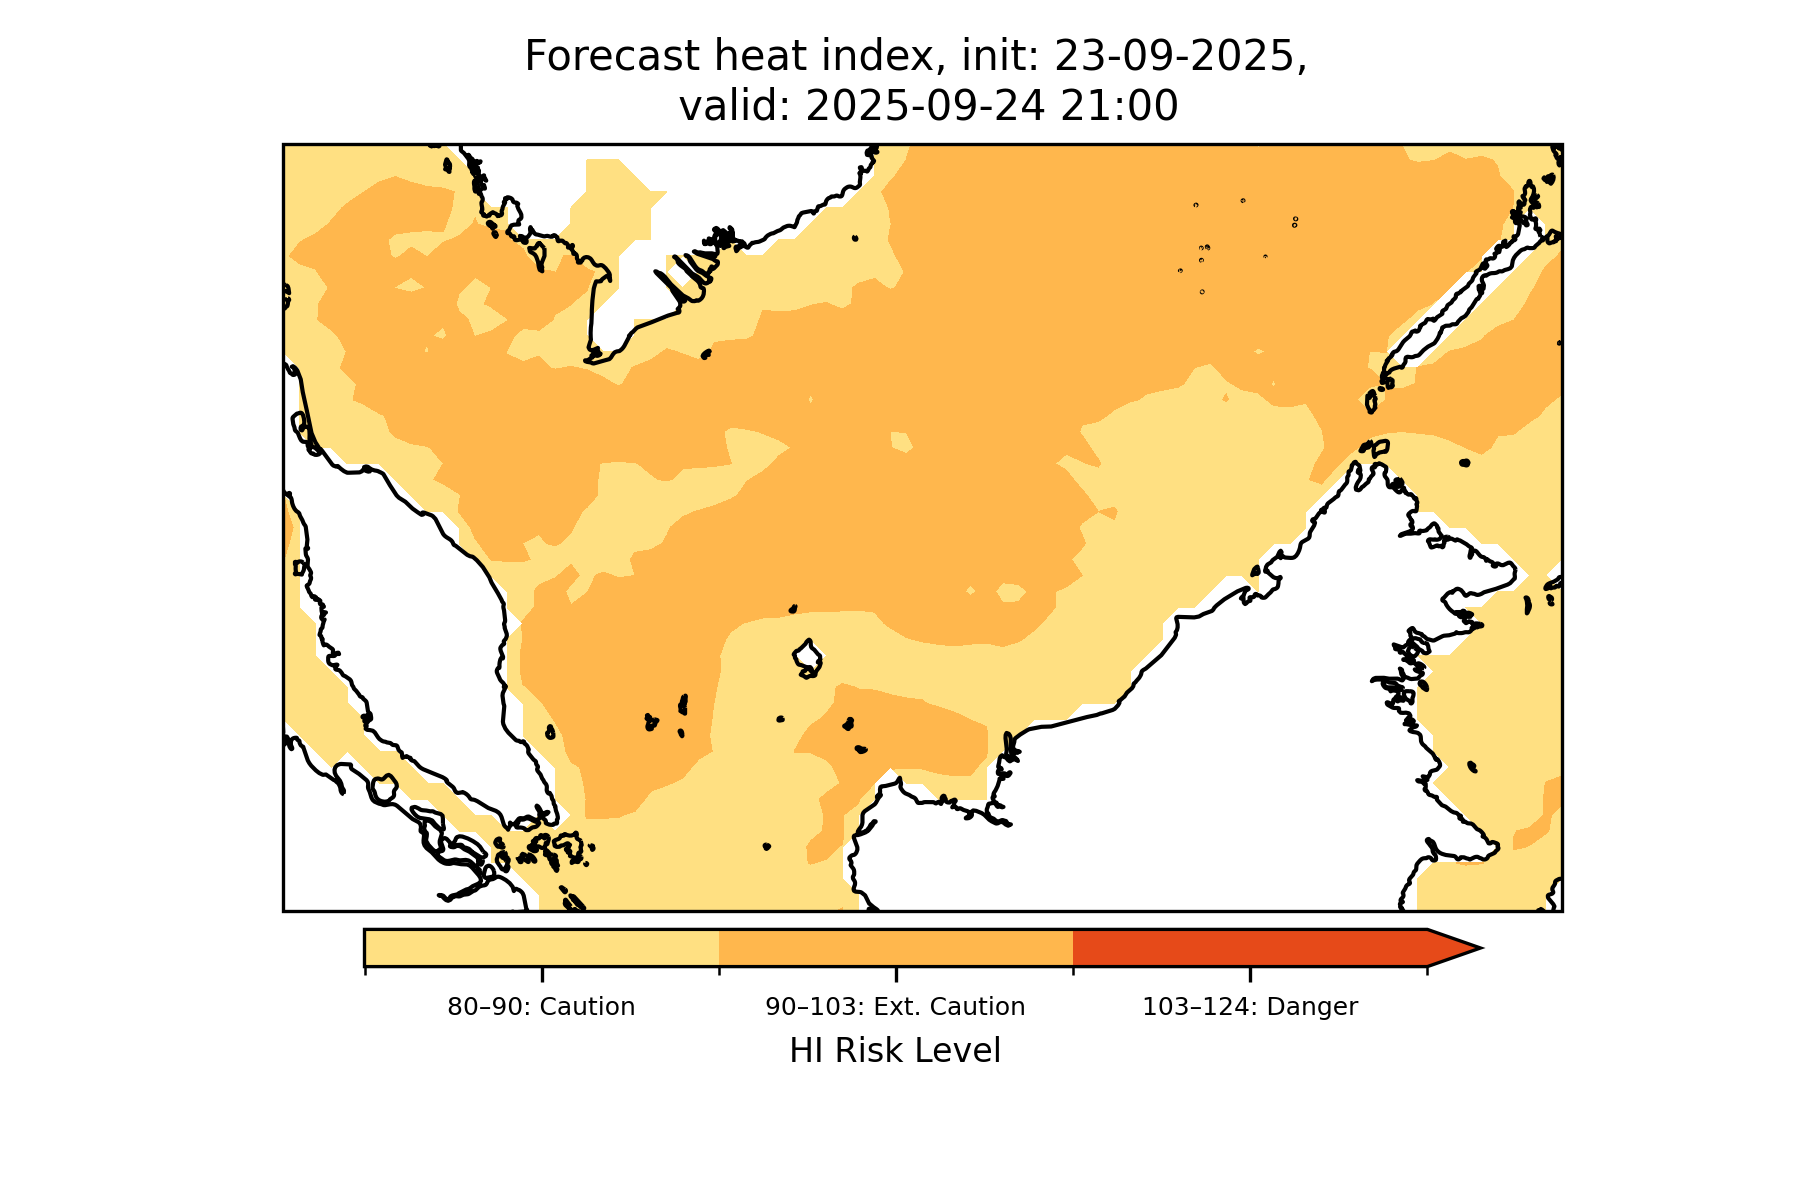 Forecast heat index, init: 23-09-2025,
valid: 2025-09-24 21:00
80–90: Caution
90–103: Ext. Caution
103–124: Danger
HI Risk Level